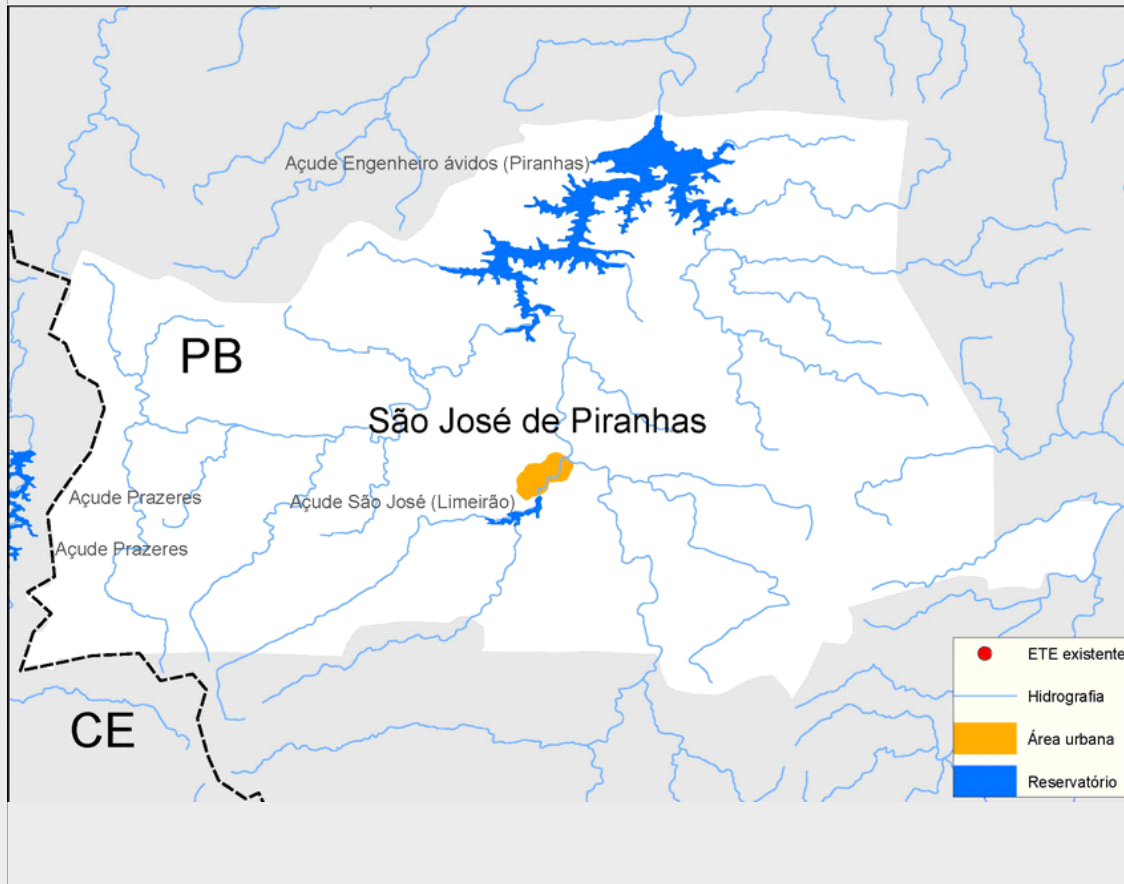 Açude Engenheiro ávidos (Piranhas)
PB
São José de Piranhas
Açude Prazeres
Açude São José (Limeirão)
Açude Prazeres
CE
ETE existente
Hidrografia
Área urbana
Reservatório